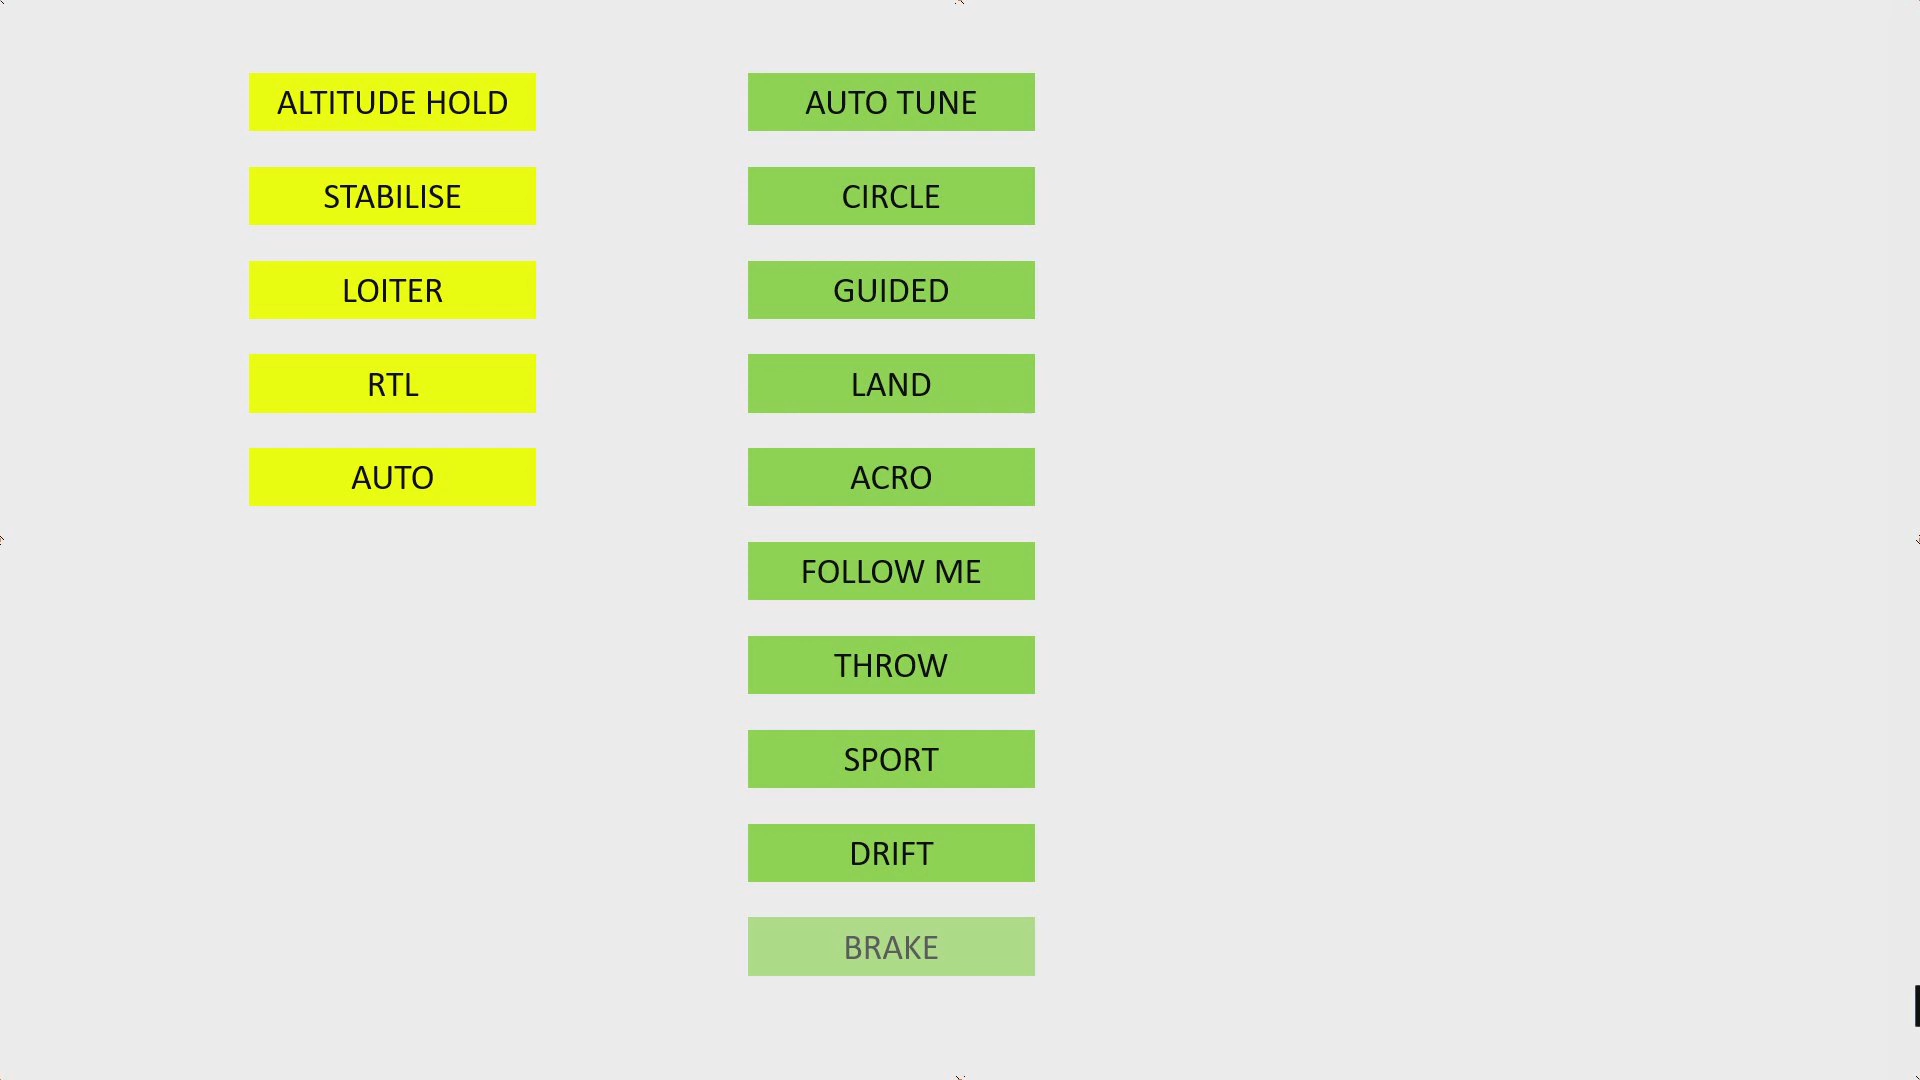 ALTITUDE HOLD
STABILISE
LOITER
RTL
AUTO
AUTO TUNE
CIRCLE
GUIDED
LAND
ACRO
FOLLOW ME
THROW
SPORT
DRIFT
BRAKE